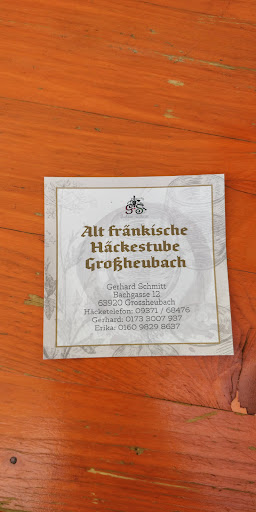 Alt fränkische
Häckestube
Großheubach
Gerhard Schmitt
Bachgasse 12
63920 Grossheubach
Häcketelefon: 09371 / 68476
Gerhard: 0173 3007 937
Erika: 0160 9829 8637